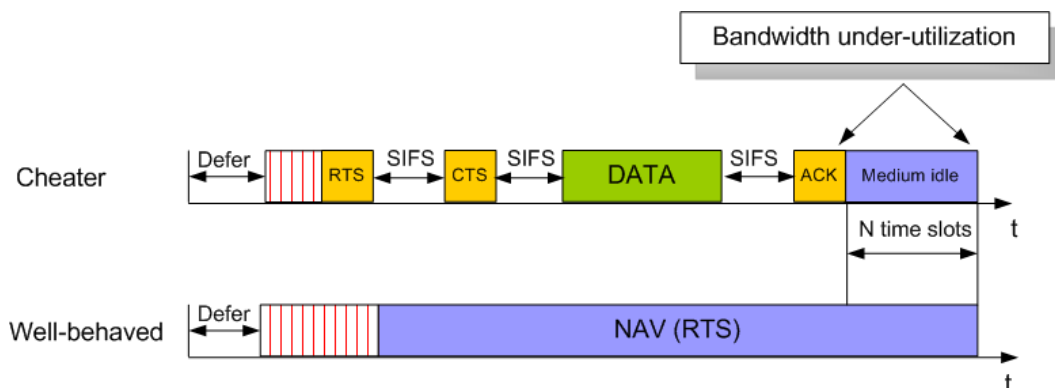 Bandwidth under-utilization
Defer
SIFS
SIFS
SIFS
Cheater
RTS
CTS
DATA
ACK
Medium idle
t
N time slots
Defer
Well-behaved
NAV (RTS)
t